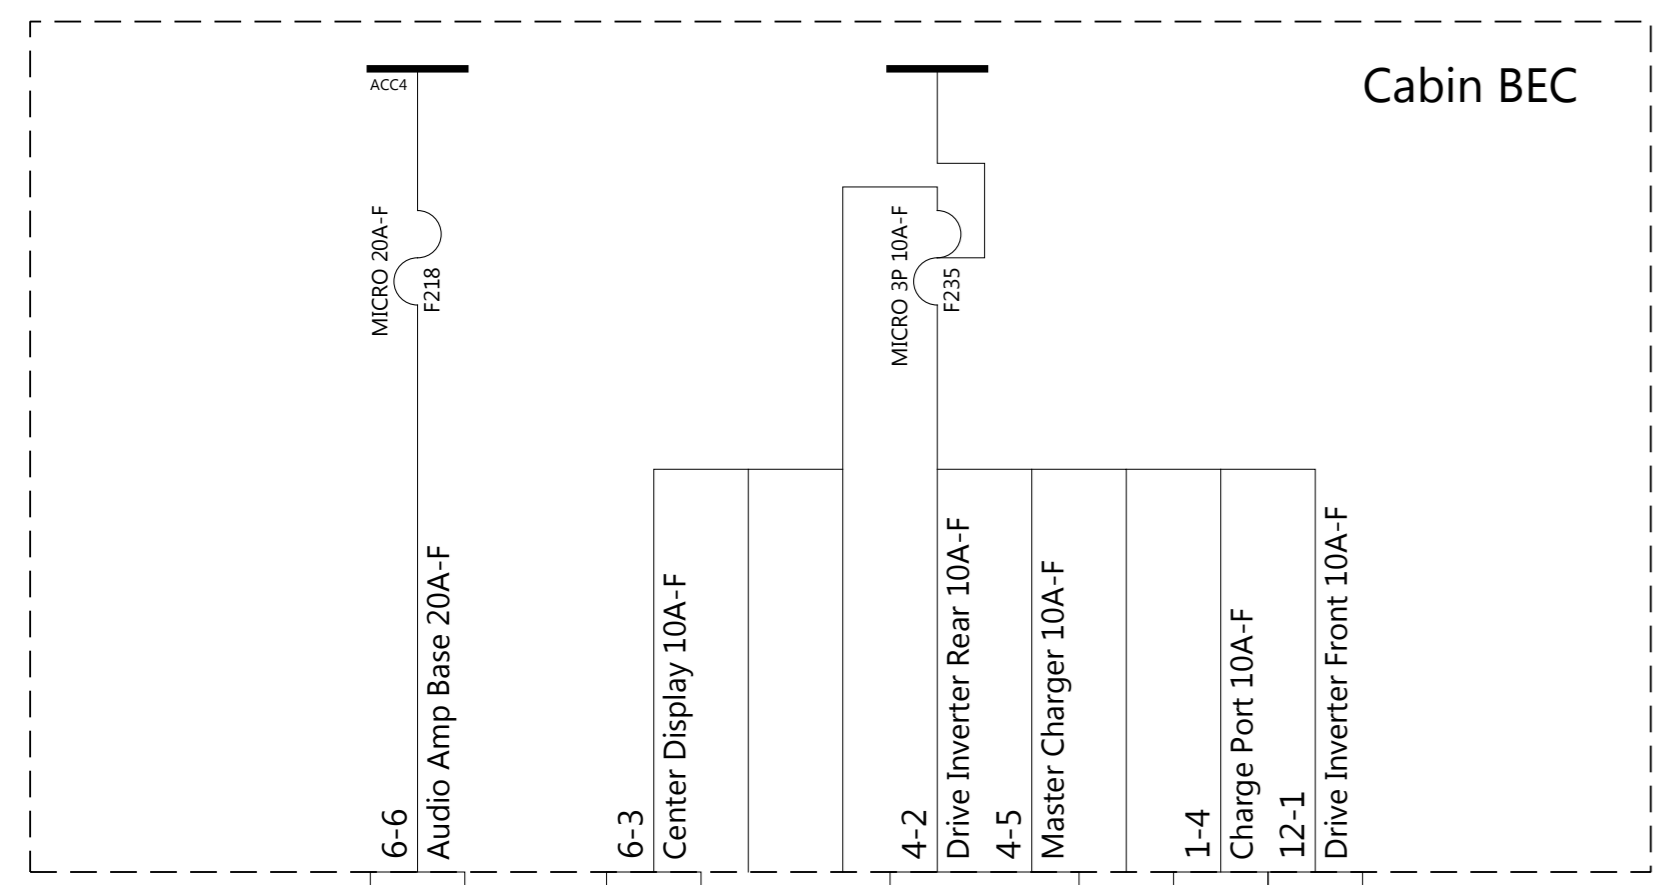 Cabin BEC
ACC4
MICRO 20A-F
F218
MICRO 3P 10A-F
F235
6-6
Audio Amp Base 20A-F
6-3
Center Display 10A-F
4-2
Drive Inverter Rear 10A-F
4-5
Master Charger 10A-F
1-4
Charge Port 10A-F
12-1
Drive Inverter Front 10A-F